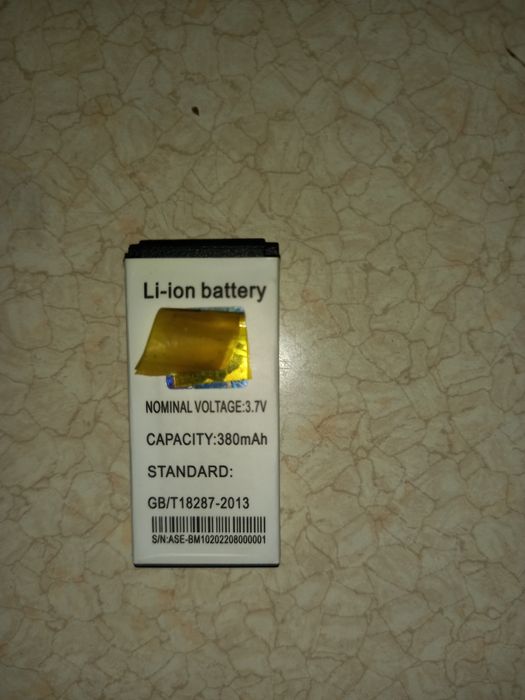 Li-ion battery
NOMINAL VOLTAGE:3.7V
CAPACITY:380mAh
STANDARD:
GB/T18287-2013
S/N:ASE-BM10202208000001